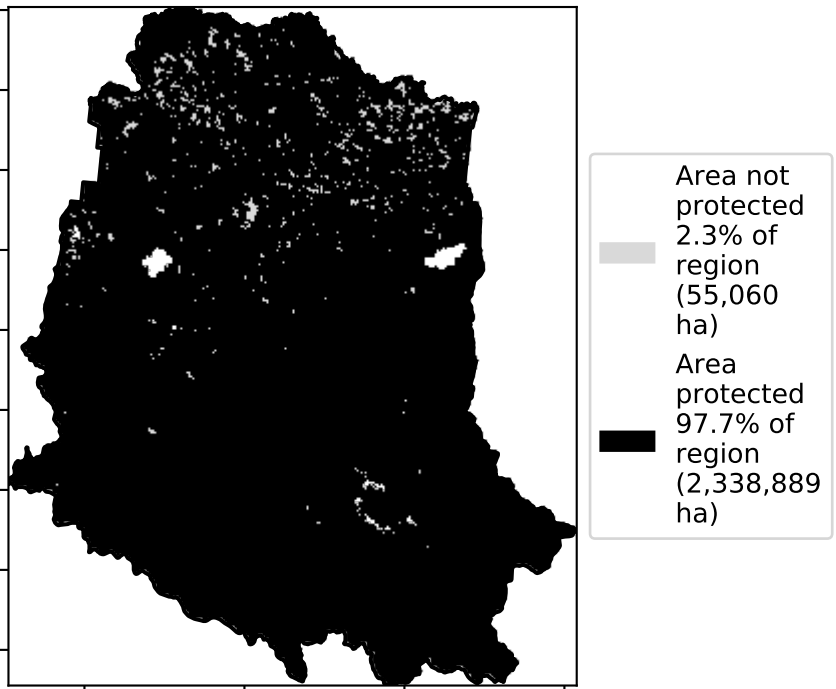 Area not
protected
2.3% of
region
(55,060
ha)
Area
protected
97.7% of
region
(2,338,889
ha)